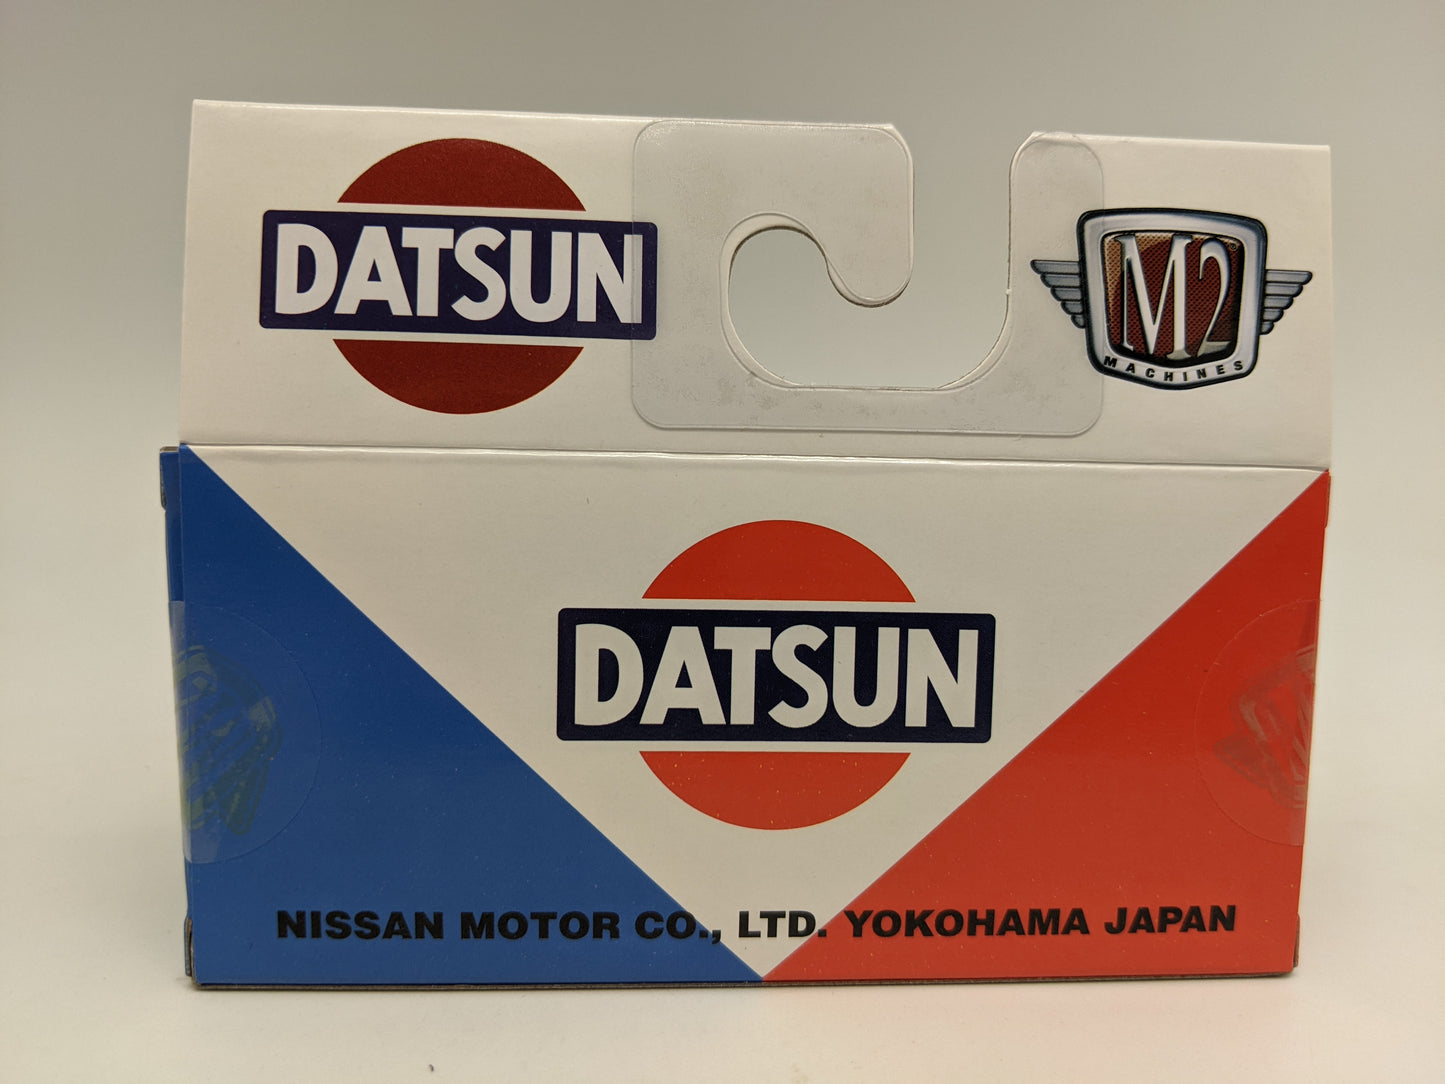 DATSUN
M2
MACHINES
DATSUN
NISSAN MOTOR CO., LTD. YOKOHAMA JAPAN